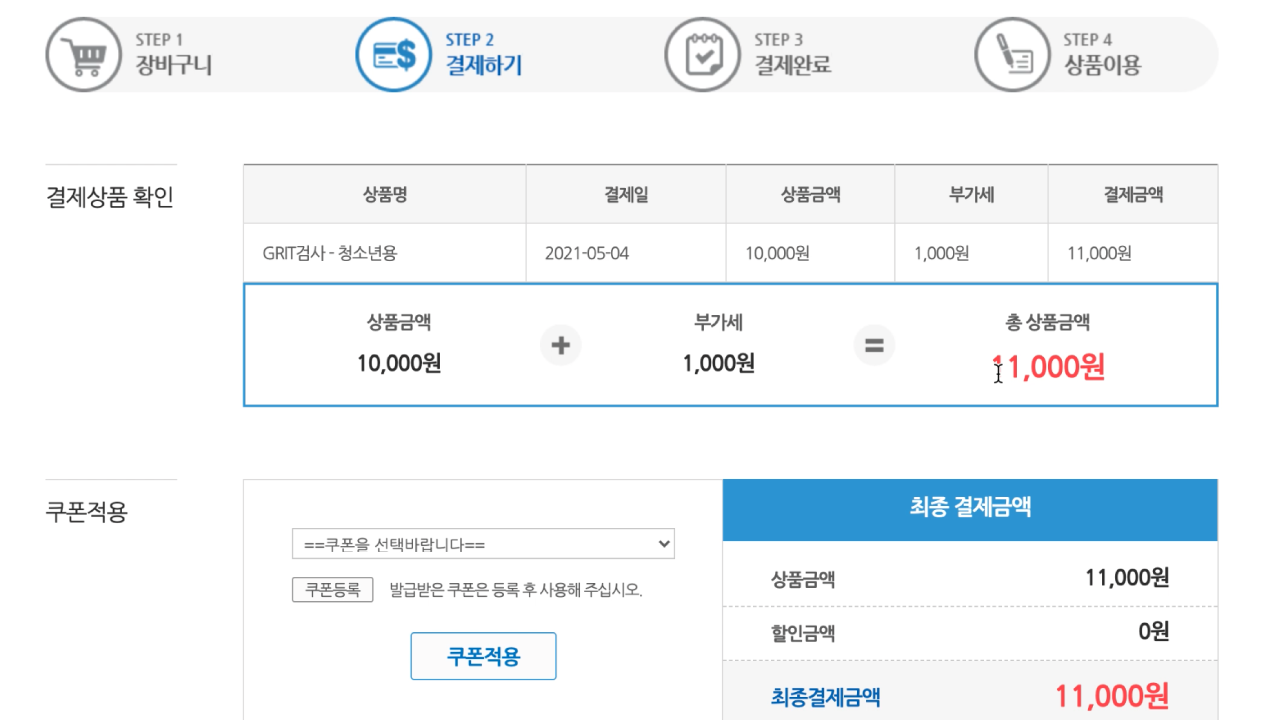 STEP 1
장바구니
STEP 2
결제하기
STEP 3
결제완료
STEP 4
상품이용
결제상품 확인
상품명 결제일 상품금액 부가세 결제금액
GRIT검사 - 청소년용 2021-05-04 10,000원 1,000원 11,000원
상품금액 부가세 총 상품금액
10,000원 + 1,000원 = 11,000원
쿠폰적용
==쿠폰을 선택바랍니다==
쿠폰등록 발급받은 쿠폰은 등록 후 사용해 주십시오.
쿠폰적용
최종 결제금액
상품금액 11,000원
할인금액 0원
최종결제금액 11,000원